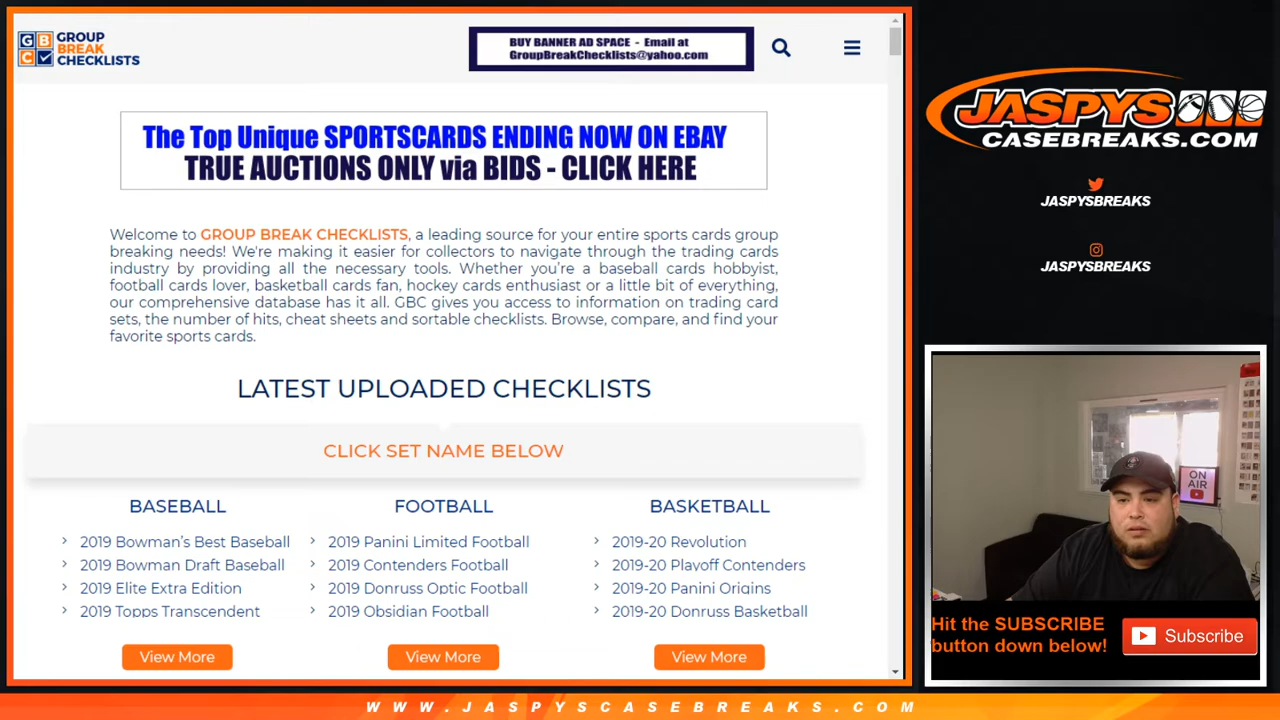 GB
C
GROUP
BREAK
CHECKLISTS
BUY BANNER AD SPACE - Email at
GroupBreakChecklists@yahoo.com
The Top Unique SPORTSCARDS ENDING NOW ON EBAY
TRUE AUCTIONS ONLY via BIDS - CLICK HERE
Welcome to GROUP BREAK CHECKLISTS, a leading source for your entire sports cards group
breaking needs! We're making it easier for collectors to navigate through the trading cards
industry by providing all the necessary tools. Whether you're a baseball cards hobbyist,
football cards lover, basketball cards fan, hockey cards enthusiast or a little bit of everything,
our comprehensive database has it all. GBC gives you access to information on trading card
sets, the number of hits, cheat sheets and sortable checklists. Browse, compare, and find your
favorite sports cards.
LATEST UPLOADED CHECKLISTS
CLICK SET NAME BELOW
BASEBALL
2019 Bowman's Best Baseball
2019 Bowman Draft Baseball
2019 Elite Extra Edition
2019 Topps Transcendent
View More
FOOTBALL
2019 Panini Limited Football
2019 Contenders Football
2019 Donruss Optic Football
2019 Obsidian Football
View More
BASKETBALL
2019-20 Revolution
2019-20 Playoff Contenders
2019-20 Panini Origins
2019-20 Donruss Basketball
View More
JASPYS
CASEBREAKS.COM
JASPYSBREAKS
JASPYSBREAKS
ON
AIR
Hit the SUBSCRIBE
button down below!
Subscribe
WWW.JASPYSCASEBREAKS.COM